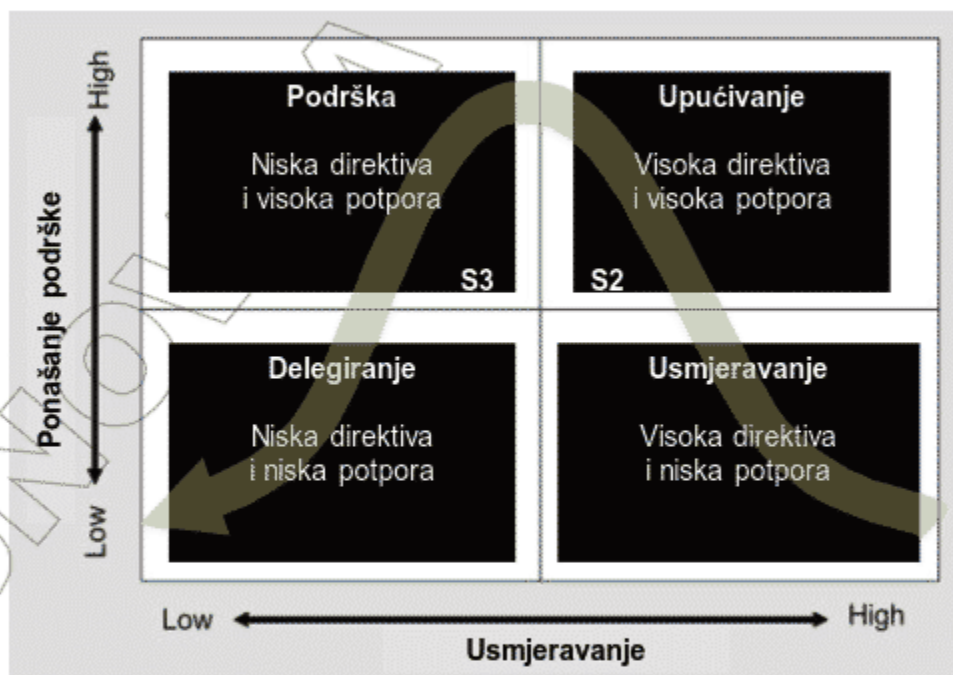 High
Ponašanje podrške
Low
Podrška
Niska direktiva
i visoka potpora
S3
Upućivanje
Visoka direktiva
i visoka potpora
S2
Delegiranje
Niska direktiva
i niska potpora
Usmjeravanje
Visoka direktiva
i niska potpora
Low
High
Usmjeravanje